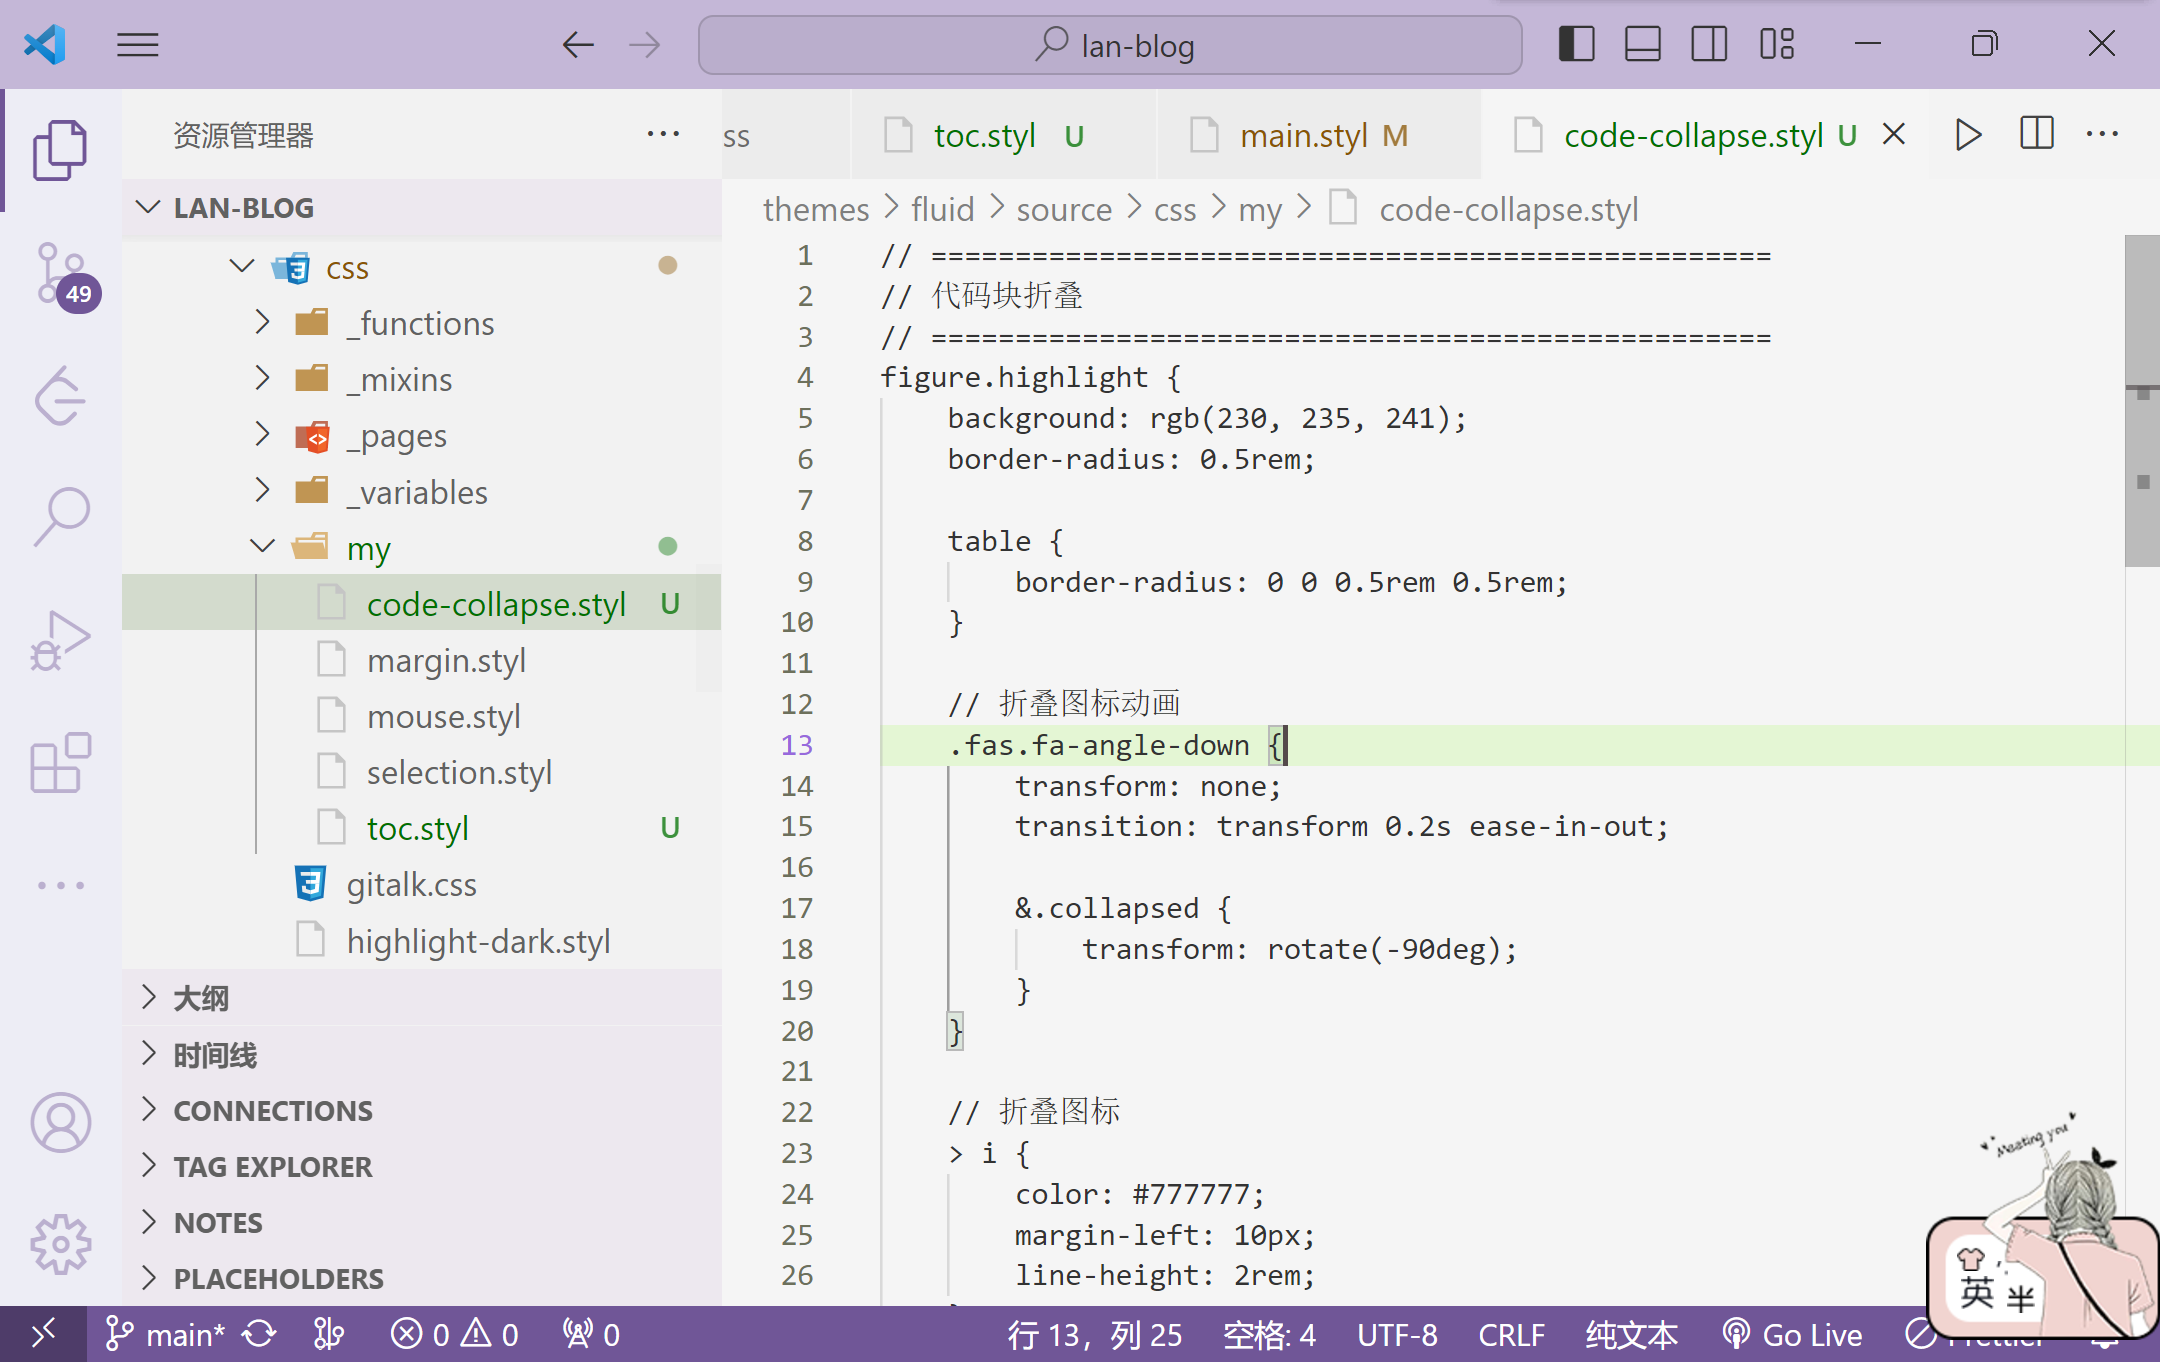 lan-blog
资源管理器
ss
toc.styl U
main.styl M
code-collapse.styl U
LAN-BLOG
themes > fluid > source > css > my > code-collapse.styl
css
_functions
_mixins
_pages
_variables
my
code-collapse.styl U
margin.styl
mouse.styl
selection.styl
toc.styl U
gitalk.css
highlight-dark.styl
大纲
时间线
CONNECTIONS
TAG EXPLORER
NOTES
PLACEHOLDERS
49
1 // ==================================================
2 // 代码块折叠
3 // ==================================================
4 figure.highlight {
5 background: rgb(230, 235, 241);
6 border-radius: 0.5rem;
7
8 table {
9 border-radius: 0 0 0.5rem 0.5rem;
10 }
11
12 // 折叠图标动画
13 .fas.fa-angle-down {
14 transform: none;
15 transition: transform 0.2s ease-in-out;
16
17 &.collapsed {
18 transform: rotate(-90deg);
19 }
20 }
21
22 // 折叠图标
23 > i {
24 color: #777777;
25 margin-left: 10px;
26 line-height: 2rem;
Meeting you
英 半
main* 0 0 0 行 13，列 25 空格: 4 UTF-8 CRLF 纯文本 Go Live